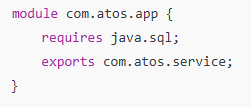 module com.atos.app {
    requires java.sql;
    exports com.atos.service;
}